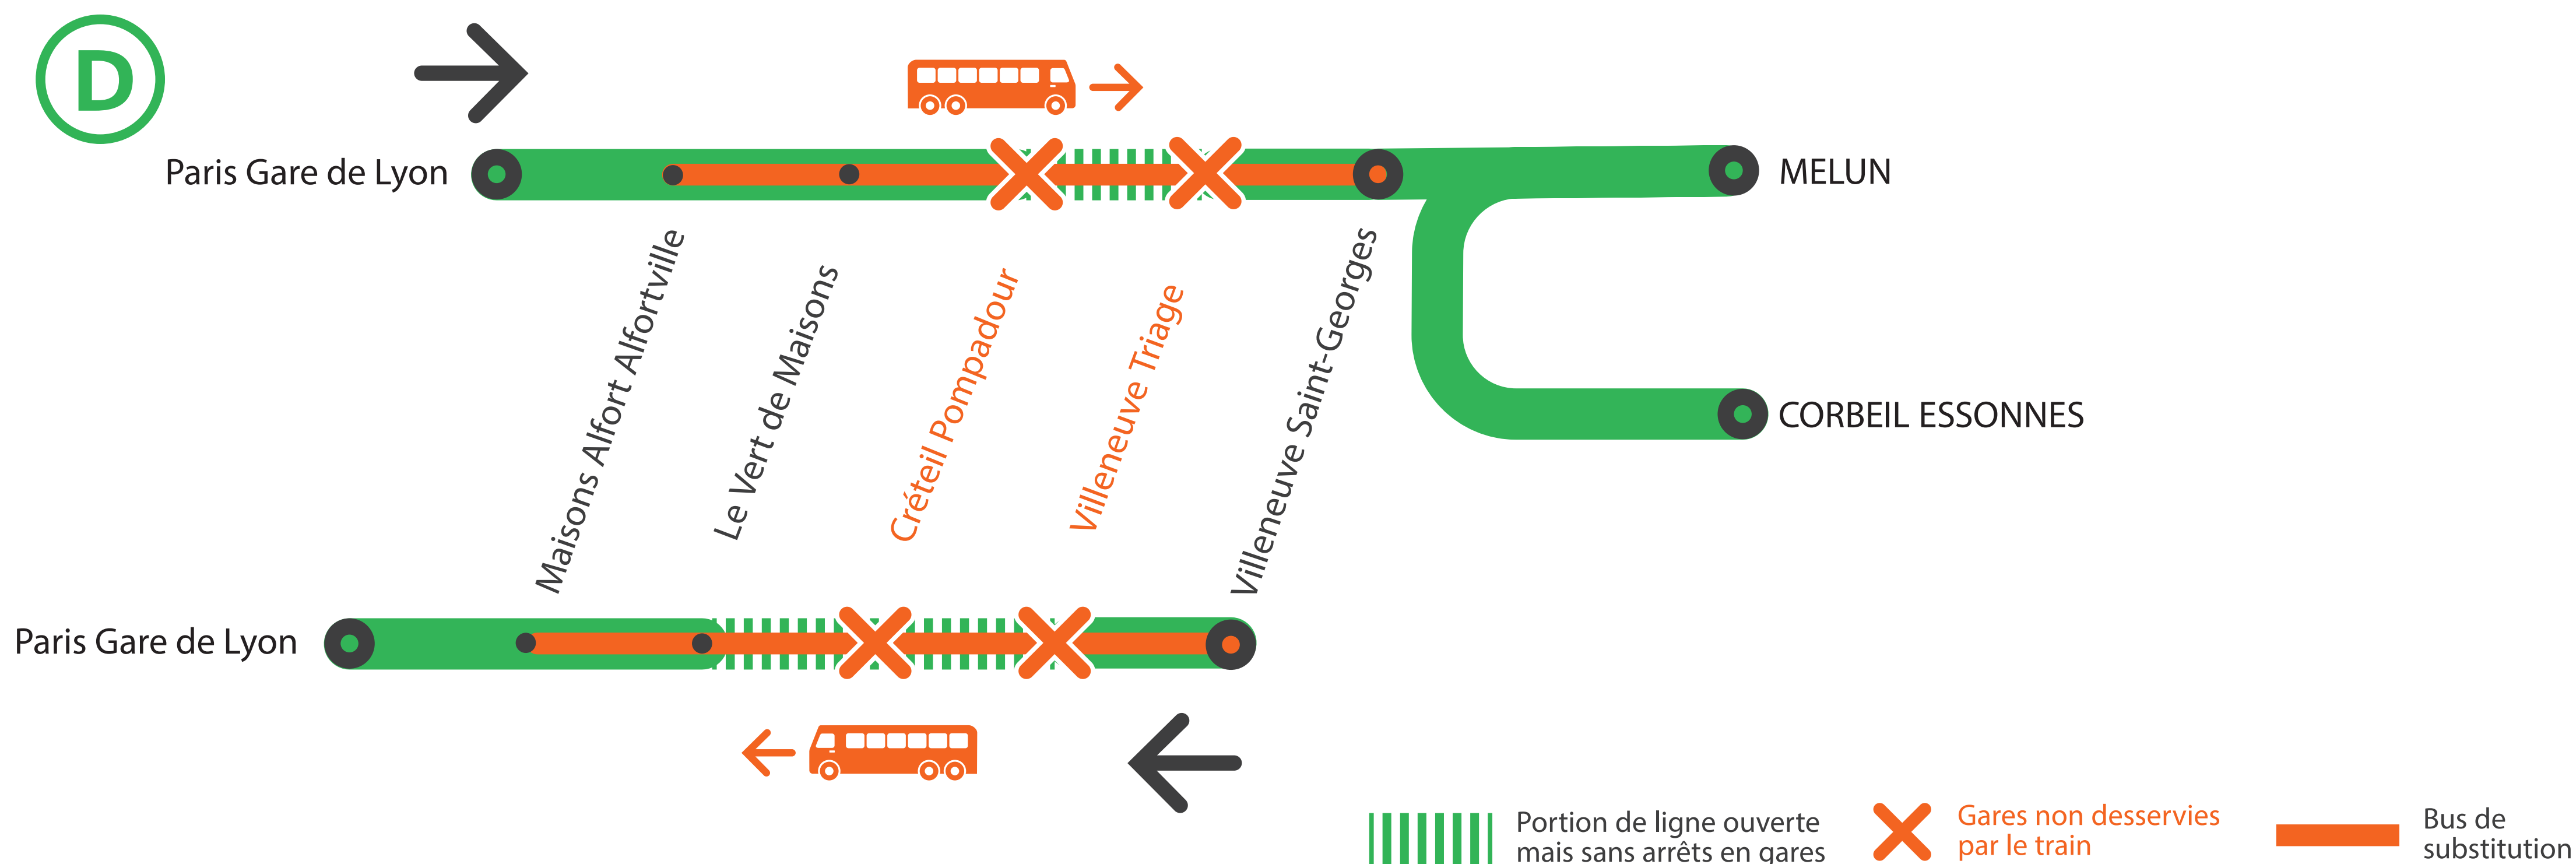 D
Paris Gare de Lyon
MELUN
CORBEIL ESSONNES
Maisons Alfort Alfortville
Le Vert de Maisons
Créteil Pompadour
Villeneuve Triage
Villeneuve Saint-Georges
Paris Gare de Lyon
Portion de ligne ouverte
mais sans arrêts en gares
Gares non desservies
par le train
Bus de
substitution